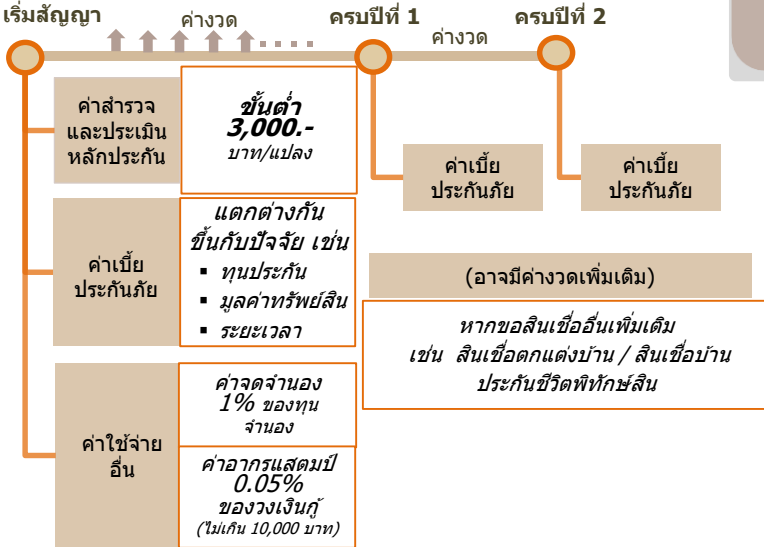 เริ่มสัญญา
ค่างวด
ครบปีที่ 1
ค่างวด
ครบปีที่ 2
ค่าสำรวจ
และประเมิน
หลักประกัน
ขั้นต่ำ
3,000.-
บาท/แปลง
ค่าเบี้ย
ประกันภัย
ค่าเบี้ย
ประกันภัย
ค่าเบี้ย
ประกันภัย
แตกต่างกัน
ขึ้นกับปัจจัย เช่น
▪ ทุนประกัน
▪ มูลค่าทรัพย์สิน
▪ ระยะเวลา
(อาจมีค่างวดเพิ่มเติม)
หากขอสินเชื่ออื่นเพิ่มเติม
เช่น สินเชื่อตกแต่งบ้าน / สินเชื่อบ้าน
ประกันชีวิตพิทักษ์สิน
ค่าใช้จ่าย
อื่น
ค่าจดจำนอง
1% ของทุน
จำนอง
ค่าอากรแสตมป์
0.05%
ของวงเงินกู้
(ไม่เกิน 10,000 บาท)